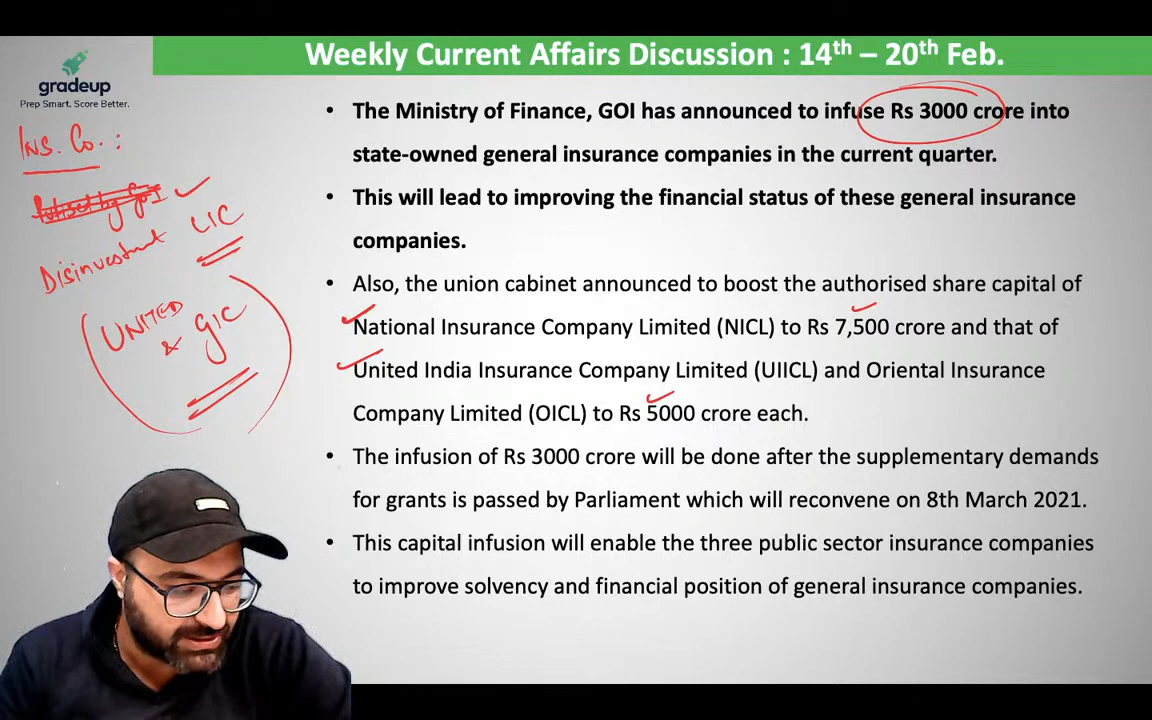 Weekly Current Affairs Discussion : 14th – 20th Feb.
gradeup
Prep Smart. Score Better.
INS. Co. :
Disinvestment LIC
UNITED
& GIC
• The Ministry of Finance, GOI has announced to infuse Rs 3000 crore into
state-owned general insurance companies in the current quarter.
• This will lead to improving the financial status of these general insurance
companies.
• Also, the union cabinet announced to boost the authorised share capital of
National Insurance Company Limited (NICL) to Rs 7,500 crore and that of
United India Insurance Company Limited (UIICL) and Oriental Insurance
Company Limited (OICL) to Rs 5000 crore each.
• The infusion of Rs 3000 crore will be done after the supplementary demands
for grants is passed by Parliament which will reconvene on 8th March 2021.
• This capital infusion will enable the three public sector insurance companies
to improve solvency and financial position of general insurance companies.